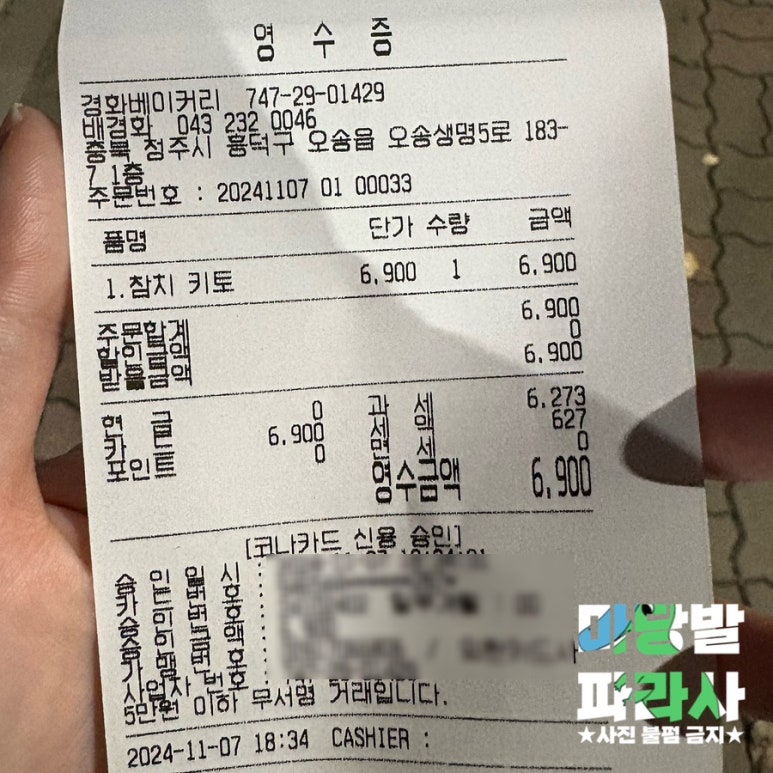 영 수 증
경화베이커리 747-29-01429
배경화 043 232 0046
충북 청주시 흥덕구 오송읍 오송생명5로 183-
7 1층
주문번호 : 20241107 01 00033
품명 단가 수량 금액
1.참치 키토 6,900 1 6,900
주문합계 6,900
할인금액 0
받을금액 6,900
현 금 0 과 세 6,273
카 드 6,900 세 액 627
포인트 0 면 세 0
영수금액 6,900
[코나카드 신용 승인]
승 인 일 시 :
카 드 번 호 :
승 인 번 호 :
승 인 금 액 :
가 맹 번 호 :
사업자 번호 :
5만원 이하 무서명 거래입니다.
2024-11-07 18:34 CASHIER :
마당발
파라사
★사진 불펌 금지★